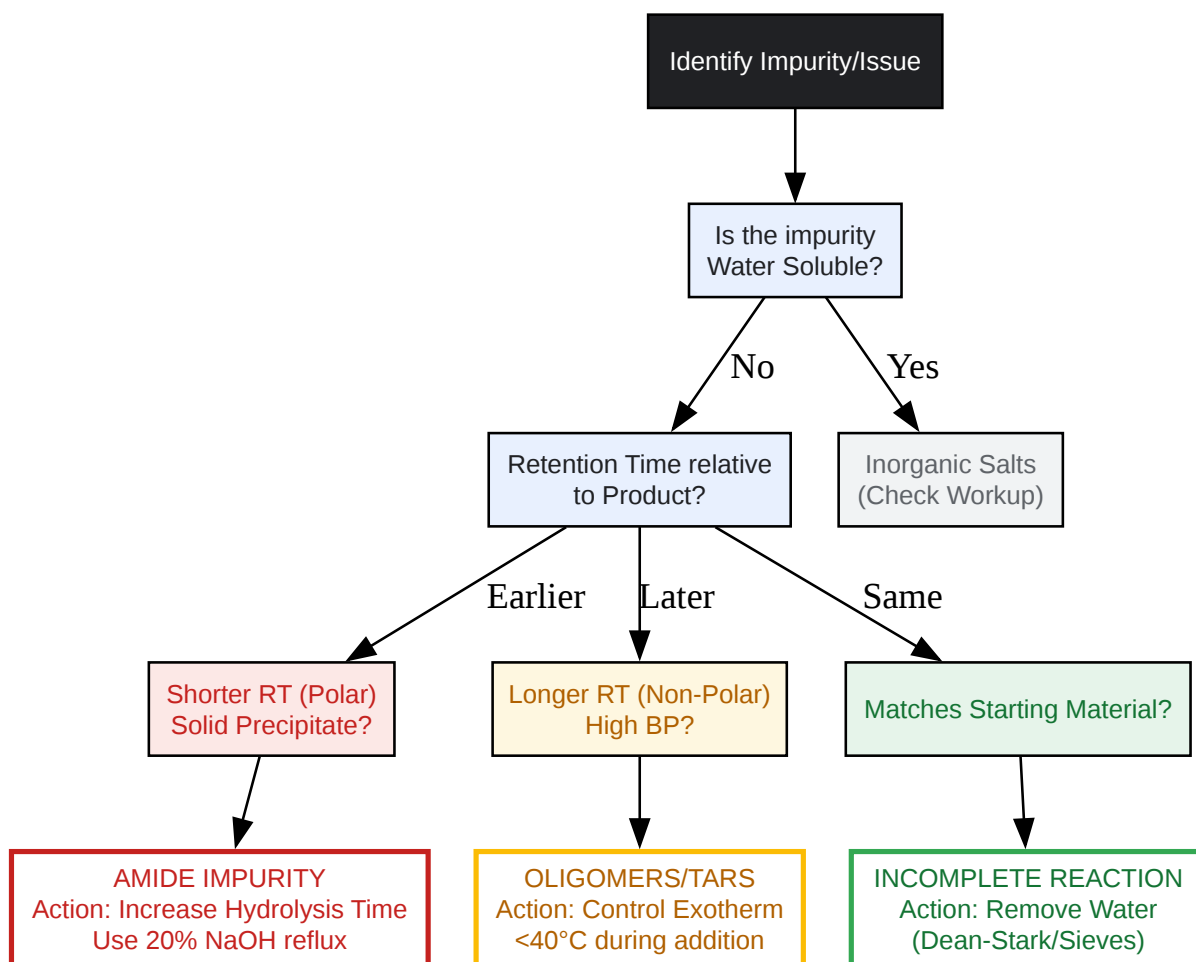 Identify Impurity/Issue
Is the impurity
Water Soluble?
No
Yes
Retention Time relative
to Product?
Inorganic Salts
(Check Workup)
Earlier
Later
Same
Shorter RT (Polar)
Solid Precipitate?
Longer RT (Non-Polar)
High BP?
Matches Starting Material?
AMIDE IMPURITY
Action: Increase Hydrolysis Time
Use 20% NaOH reflux
OLIGOMERS/TARS
Action: Control Exotherm
<40°C during addition
INCOMPLETE REACTION
Action: Remove Water
(Dean-Stark/Sieves)